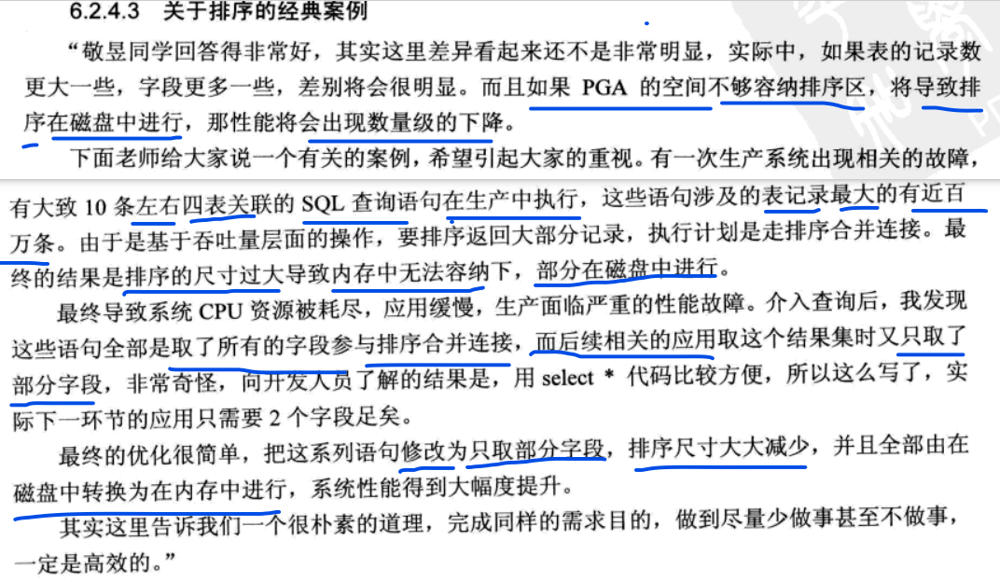 6.2.4.3 关于排序的经典案例
“敬昱同学回答得非常好，其实这里差异看起来还不是非常明显，实际中，如果表的记录数
更大一些，字段更多一些，差别将会很明显。而且如果 PGA 的空间不够容纳排序区，将导致排
序在磁盘中进行，那性能将会出现数量级的下降。
下面老师给大家说一个有关的案例，希望引起大家的重视。有一次生产系统出现相关的故障，
有大致 10 条左右四表关联的 SQL 查询语句在生产中执行，这些语句涉及的表记录最大的有近百
万条。由于是基于吞吐量层面的操作，要排序返回大部分记录，执行计划是走排序合并连接。最
终的结果是排序的尺寸过大导致内存中无法容纳下，部分在磁盘中进行。
最终导致系统 CPU 资源被耗尽，应用缓慢，生产面临严重的性能故障。介入查询后，我发现
这些语句全部是取了所有的字段参与排序合并连接，而后续相关的应用取这个结果集时又只取了
部分字段，非常奇怪，向开发人员了解的结果是，用 select * 代码比较方便，所以这么写了，实
际下一环节的应用只需要 2 个字段足矣。
最终的优化很简单，把这系列语句修改为只取部分字段，排序尺寸大大减少，并且全部由在
磁盘中转换为在内存中进行，系统性能得到大幅度提升。
其实这里告诉我们一个很朴素的道理，完成同样的需求目的，做到尽量少做事甚至不做事，
一定是高效的。”